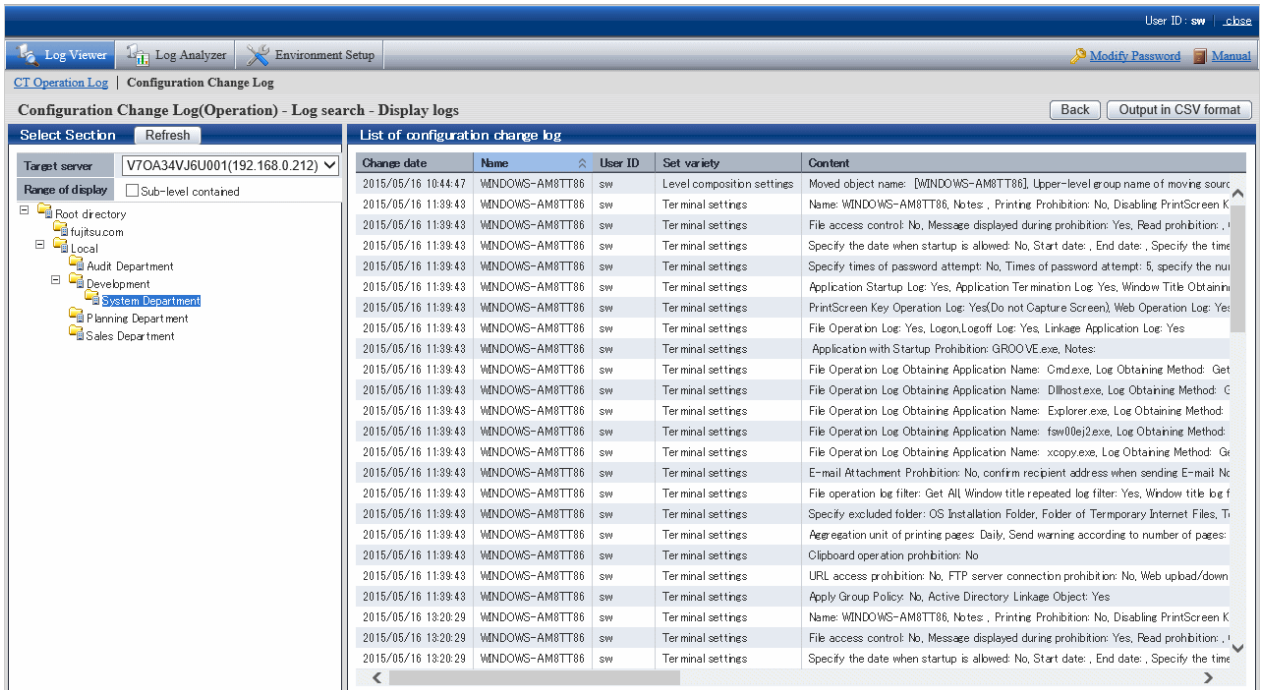 User ID : sw | close
Log Viewer Log Analyzer Environment Setup Modify Password Manual
CT Operation Log | Configuration Change Log
Configuration Change Log(Operation) - Log search - Display logs Back Output in CSV format
Select Section Refresh
Target server V7OA34VJ6U001(192.168.0.212)
Range of display Sub-level contained
Root directory
fujitsu.com
Local
Audit Department
Development
System Department
Planning Department
Sales Department
List of configuration change log
Change date Name User ID Set variety Content
2015/05/16 10:44:47 WINDOWS-AM8TT86 sw Level composition settings Moved object name: [WINDOWS-AM8TT86], Upper-level group name of moving sourc
2015/05/16 11:39:43 WINDOWS-AM8TT86 sw Terminal settings Name: WINDOWS-AM8TT86, Notes: , Printing Prohibition: No, Disabling PrintScreen K
2015/05/16 11:39:43 WINDOWS-AM8TT86 sw Terminal settings File access control: No, Message displayed during prohibition: Yes, Read prohibition: ,
2015/05/16 11:39:43 WINDOWS-AM8TT86 sw Terminal settings Specify the date when startup is allowed: No, Start date: , End date: , Specify the time
2015/05/16 11:39:43 WINDOWS-AM8TT86 sw Terminal settings Specify times of password attempt: No, Times of password attempt: 5, specify the nu
2015/05/16 11:39:43 WINDOWS-AM8TT86 sw Terminal settings Application Startup Log: Yes, Application Termination Log: Yes, Window Title Obtaining
2015/05/16 11:39:43 WINDOWS-AM8TT86 sw Terminal settings PrintScreen Key Operation Log: Yes(Do not Capture Screen), Web Operation Log: Yes
2015/05/16 11:39:43 WINDOWS-AM8TT86 sw Terminal settings File Operation Log: Yes, Logon,Logoff Log: Yes, Linkage Application Log: Yes
2015/05/16 11:39:43 WINDOWS-AM8TT86 sw Terminal settings Application with Startup Prohibition: GROOVE.exe, Notes:
2015/05/16 11:39:43 WINDOWS-AM8TT86 sw Terminal settings File Operation Log Obtaining Application Name: Cmd.exe, Log Obtaining Method: Get
2015/05/16 11:39:43 WINDOWS-AM8TT86 sw Terminal settings File Operation Log Obtaining Application Name: Dllhost.exe, Log Obtaining Method: G
2015/05/16 11:39:43 WINDOWS-AM8TT86 sw Terminal settings File Operation Log Obtaining Application Name: Explorer.exe, Log Obtaining Method:
2015/05/16 11:39:43 WINDOWS-AM8TT86 sw Terminal settings File Operation Log Obtaining Application Name: fsw00ej2.exe, Log Obtaining Method:
2015/05/16 11:39:43 WINDOWS-AM8TT86 sw Terminal settings File Operation Log Obtaining Application Name: xcopy.exe, Log Obtaining Method: Ge
2015/05/16 11:39:43 WINDOWS-AM8TT86 sw Terminal settings E-mail Attachment Prohibition: No, confirm recipient address when sending E-mail: No
2015/05/16 11:39:43 WINDOWS-AM8TT86 sw Terminal settings File operation log filter: Get All, Window title repeated log filter: Yes, Window title log f
2015/05/16 11:39:43 WINDOWS-AM8TT86 sw Terminal settings Specify excluded folder: OS Installation Folder, Folder of Termporary Internet Files, T
2015/05/16 11:39:43 WINDOWS-AM8TT86 sw Terminal settings Aggregation unit of printing pages: Daily, Send warning according to number of pages:
2015/05/16 11:39:43 WINDOWS-AM8TT86 sw Terminal settings Clipboard operation prohibition: No
2015/05/16 11:39:43 WINDOWS-AM8TT86 sw Terminal settings URL access prohibition: No, FTP server connection prohibition: No, Web upload/down
2015/05/16 11:39:43 WINDOWS-AM8TT86 sw Terminal settings Apply Group Policy: No, Active Directory Linkage Object: Yes
2015/05/16 13:20:29 WINDOWS-AM8TT86 sw Terminal settings Name: WINDOWS-AM8TT86, Notes: , Printing Prohibition: No, Disabling PrintScreen K
2015/05/16 13:20:29 WINDOWS-AM8TT86 sw Terminal settings File access control: No, Message displayed during prohibition: Yes, Read prohibition: ,
2015/05/16 13:20:29 WINDOWS-AM8TT86 sw Terminal settings Specify the date when startup is allowed: No, Start date: , End date: , Specify the time